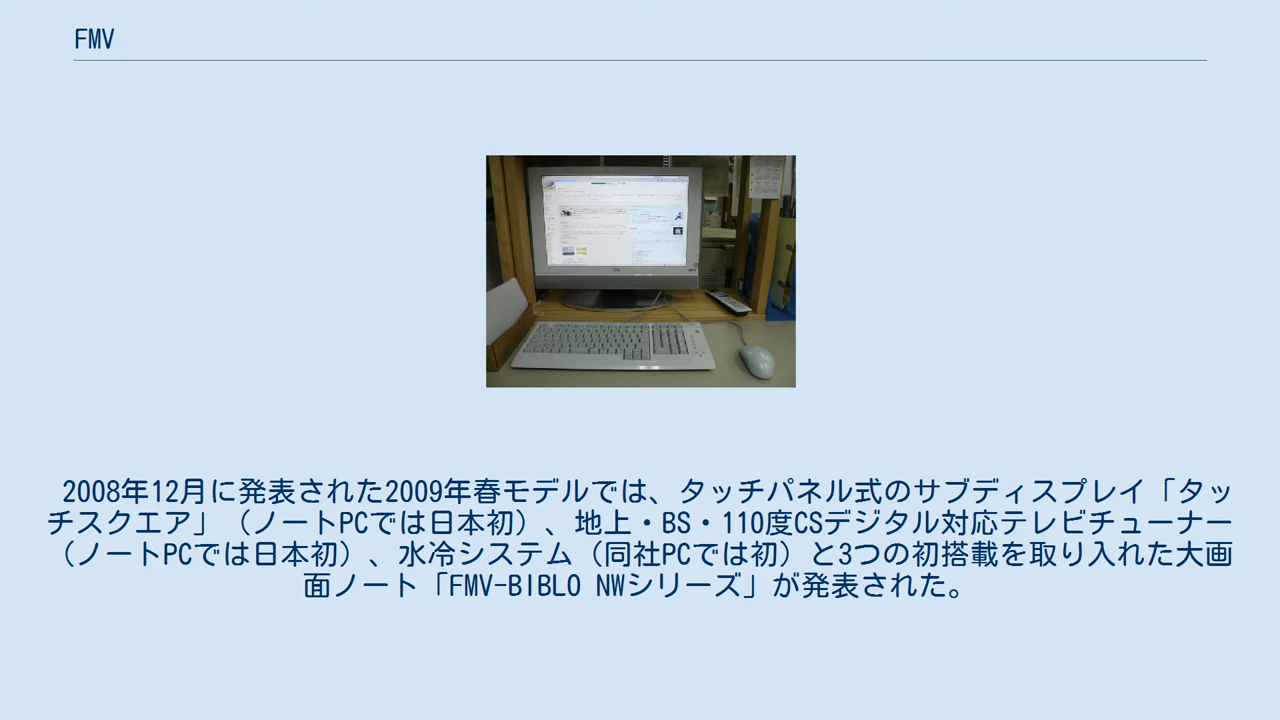 FMV
2008年12月に発表された2009年春モデルでは、タッチパネル式のサブディスプレイ「タッ
チスクエア」（ノートPCでは日本初）、地上・BS・110度CSデジタル対応テレビチューナー
（ノートPCでは日本初）、水冷システム（同社PCでは初）と3つの初搭載を取り入れた大画
面ノート「FMV-BIBLO NWシリーズ」が発表された。